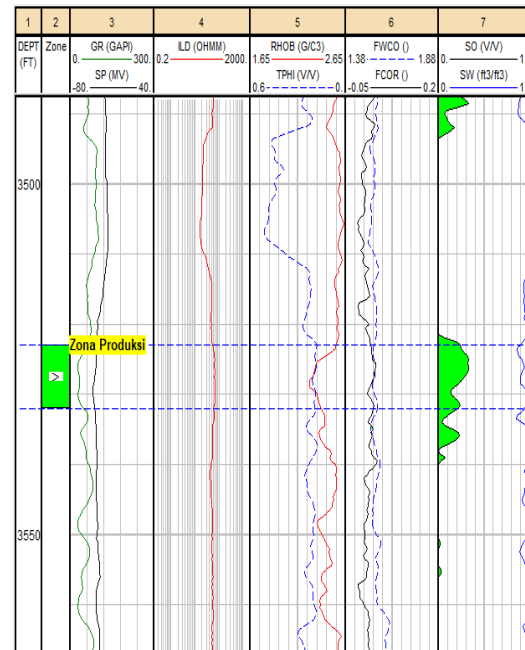 1 2 3 4 5 6 7
DEPT Zone GR (GAPI) ILD (OHMM) RHOB (G/C3) FWCO () SO (V/V)
(FT) 0. 300. 0.2 2000. 1.65 2.65 1.38 1.88 0. 1.
SP (MV) TPHI (V/V) FCOR () SW (ft3/ft3)
-80. 40. 0.6 0. -0.05 0.2 0. 1.
3500
Zona Produksi
3550